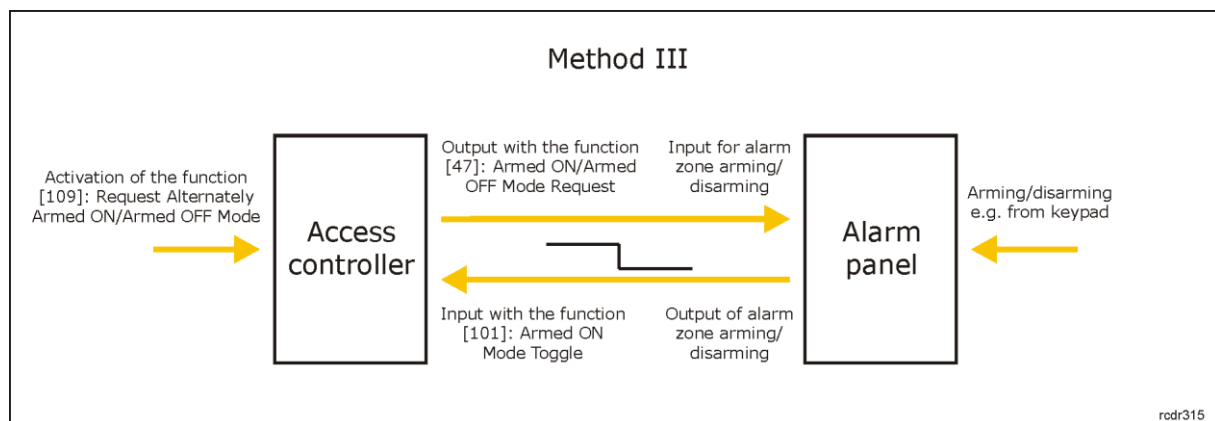 Method III
Activation of the function
[109]: Request Alternately
Armed ON/Armed OFF Mode
Access
controller
Output with the function
[47]: Armed ON/Armed
OFF Mode Request
Input for alarm
zone arming/
disarming
Input with the function
[101]: Armed ON
Mode Toggle
Output of alarm
zone arming/
disarming
Alarm
panel
Arming/disarming
e.g. from keypad
rcdr315